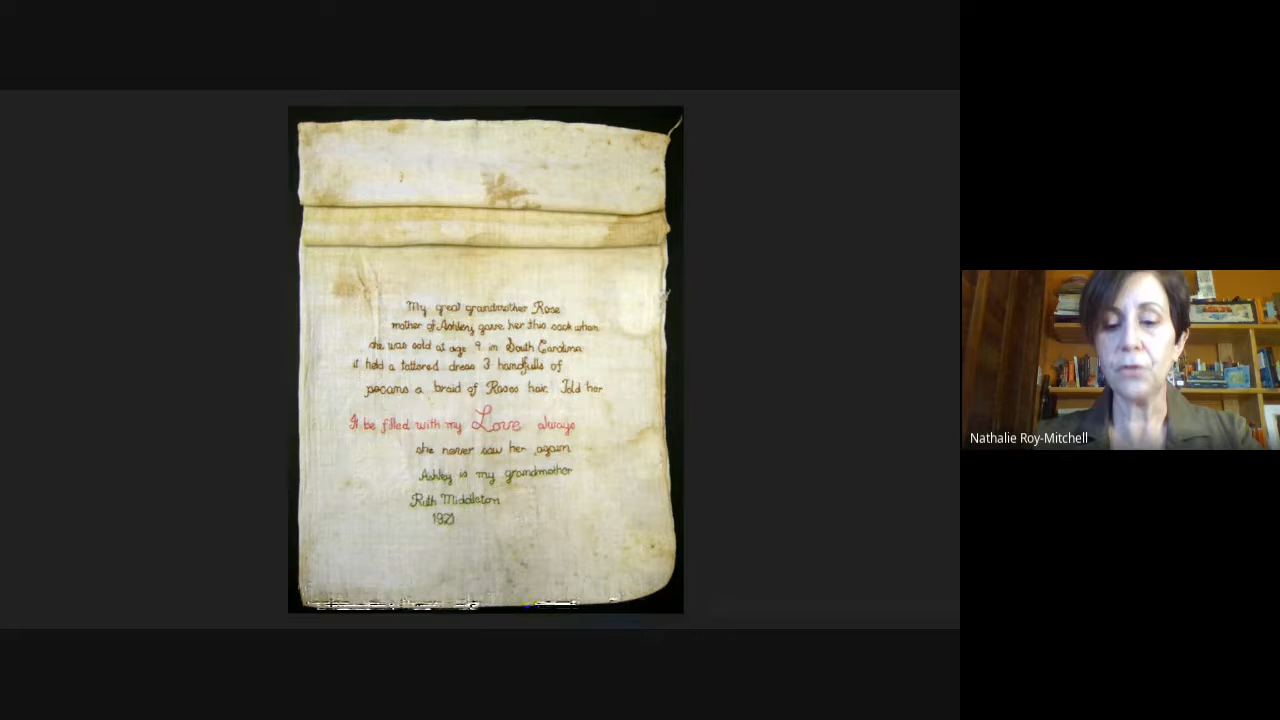 My great grandmother Rose
mother of Ashley gave her this sack when
she was sold at age 9 in South Carolina
it held a tattered dress 3 handfulls of
pecans a braid of Roses hair. Told her
It be filled with my Love always
she never saw her again
Ashley is my grandmother
Ruth Middleton
1921
Nathalie Roy-Mitchell